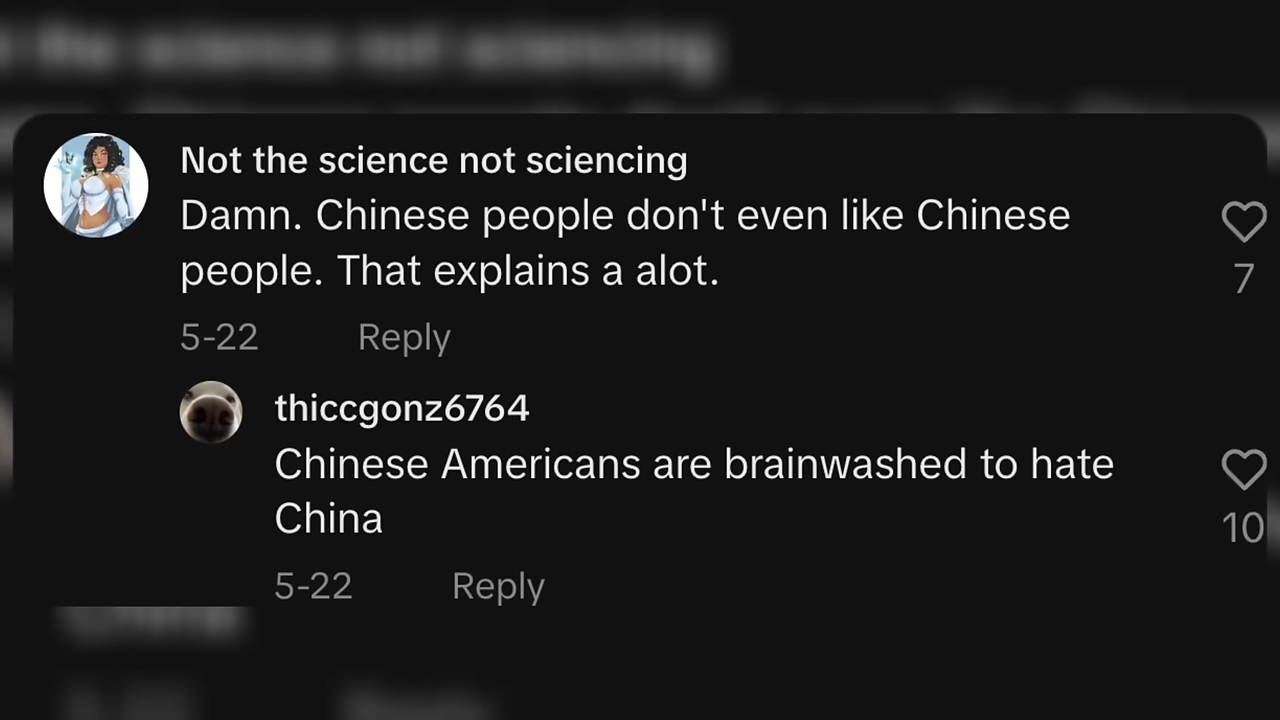 Not the science not sciencing
Damn. Chinese people don't even like Chinese
people. That explains a alot.
7
5-22 Reply
thiccgonz6764
Chinese Americans are brainwashed to hate
China
10
5-22 Reply